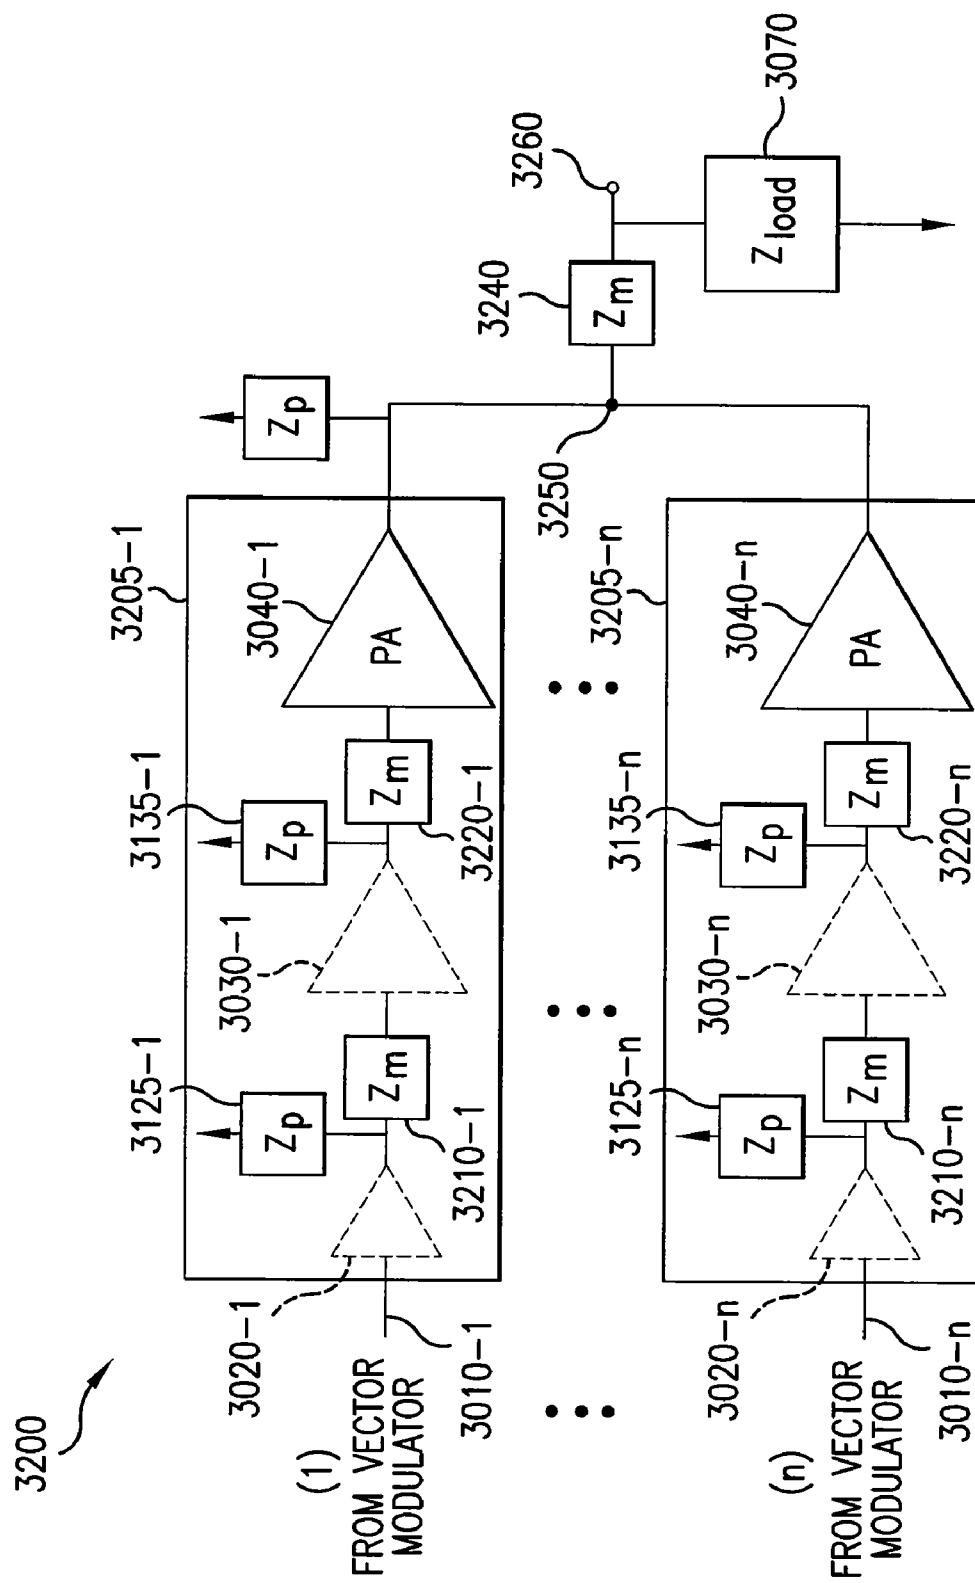 3200
3205-1
3125-1
Zp
3135-1
Zp
Zp
3020-1
3030-1
3040-1
(1)
FROM VECTOR
MODULATOR
Zm
Zm
PA
3010-1
3210-1
3220-1
3240
Zm
3260
3250
Zload
3070
3205-n
3125-n
Zp
3135-n
Zp
3020-n
3030-n
3040-n
(n)
FROM VECTOR
MODULATOR
Zm
Zm
PA
3010-n
3210-n
3220-n